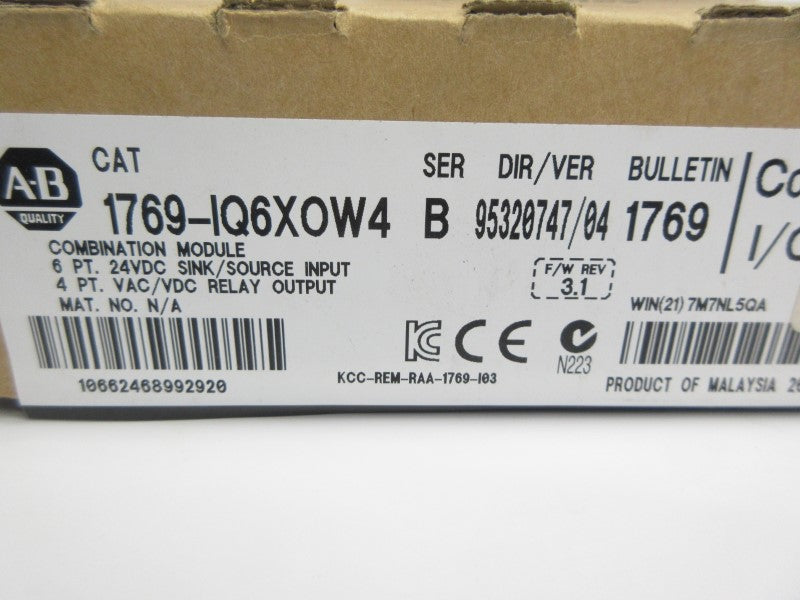 A-B
QUALITY
CAT SER DIR/VER BULLETIN
1769-IQ6XOW4 B 95320747/04 1769
COMBINATION MODULE
6 PT. 24VDC SINK/SOURCE INPUT
4 PT. VAC/VDC RELAY OUTPUT
MAT. NO. N/A
F/W REV
3.1
I/
WIN(21) 7M7NL5QA
10662468992920
KC CE
N223
KCC-REM-RAA-1769-I03
PRODUCT OF MALAYSIA